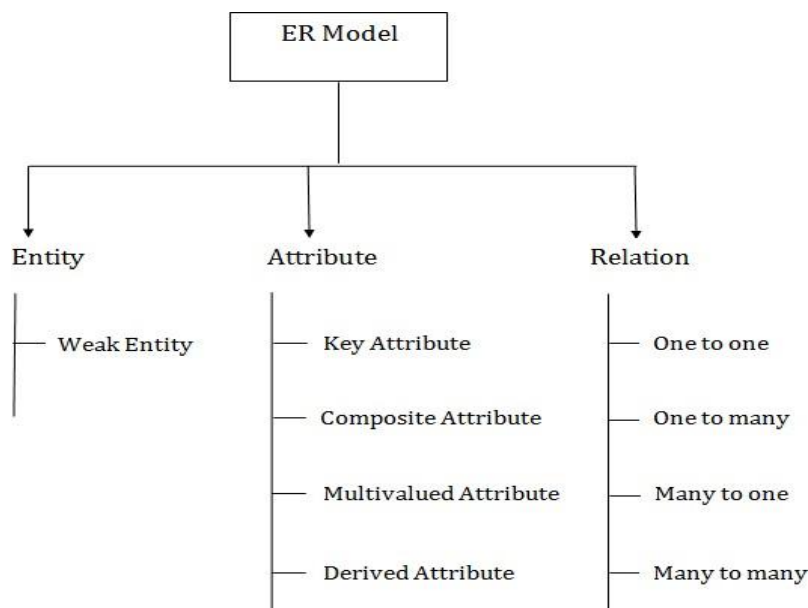 ER Model
Entity
Attribute
Relation
Weak Entity
Key Attribute
One to one
Composite Attribute
One to many
Multivalued Attribute
Many to one
Derived Attribute
Many to many